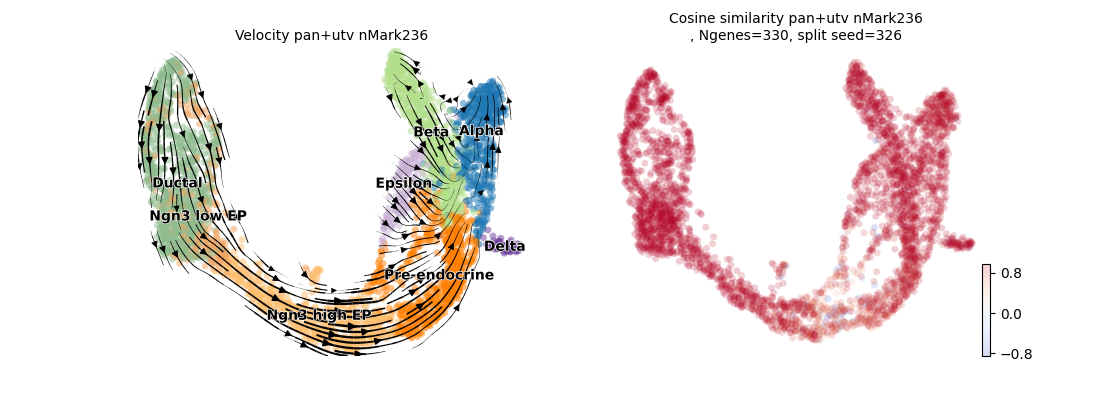 Velocity pan+utv nMark236
Beta
Alpha
Epsilon
Ductal
Ngn3 low EP
Delta
Pre-endocrine
Ngn3 high EP
Cosine similarity pan+utv nMark236
, Ngenes=330, split seed=326
0.8
0.0
−0.8